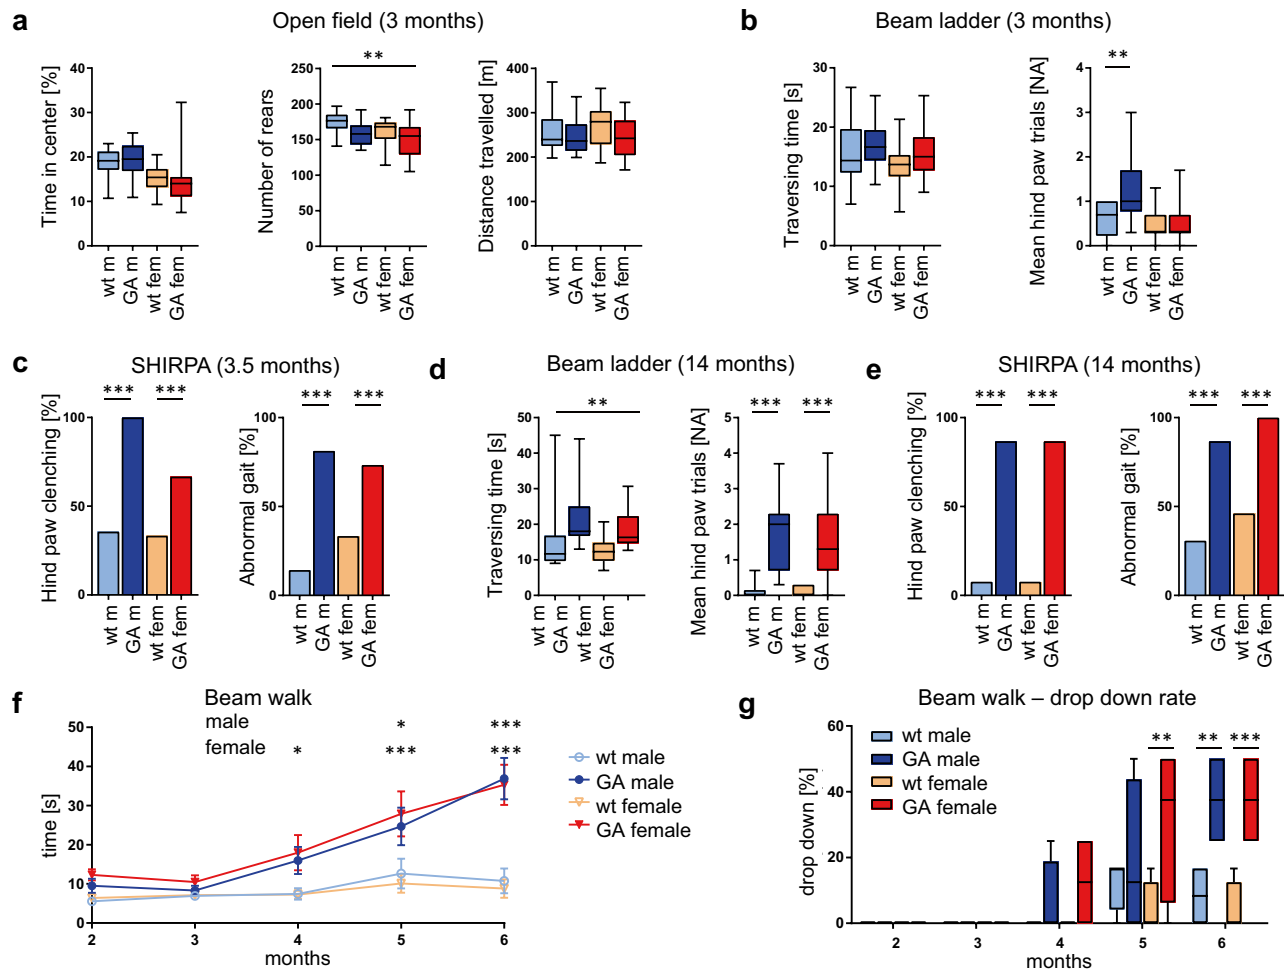 a
Open field (3 months)
Time in center [%]
40
30
20
10
0
wt m
GA m
wt fem
GA fem
Number of rears
**
250
200
150
100
50
0
wt m
GA m
wt fem
GA fem
Distance travelled [m]
400
300
200
100
0
wt m
GA m
wt fem
GA fem
b
Beam ladder (3 months)
Traversing time [s]
30
20
10
0
wt m
GA m
wt fem
GA fem
Mean hind paw trials [NA]
**
4
3
2
1
0
wt m
GA m
wt fem
GA fem
c
SHIRPA (3.5 months)
Hind paw clenching [%]
*** ***
100
50
0
wt m
GA m
wt fem
GA fem
Abnormal gait [%]
*** ***
100
50
0
wt m
GA m
wt fem
GA fem
d
Beam ladder (14 months)
Traversing time [s]
**
50
40
30
20
10
0
wt m
GA m
wt fem
GA fem
Mean hind paw trials [NA]
*** ***
5
4
3
2
1
0
wt m
GA m
wt fem
GA fem
e
SHIRPA (14 months)
Hind paw clenching [%]
*** ***
100
50
0
wt m
GA m
wt fem
GA fem
Abnormal gait [%]
*** ***
100
50
0
wt m
GA m
wt fem
GA fem
f
Beam walk
male * ***
female * *** ***
time [s]
50
40
30
20
10
0
2 3 4 5 6
months
wt male
GA male
wt female
GA female
g
Beam walk – drop down rate
wt male
GA male
wt female
GA female
** ** ***
drop down [%]
60
40
20
0
2 3 4 5 6
months